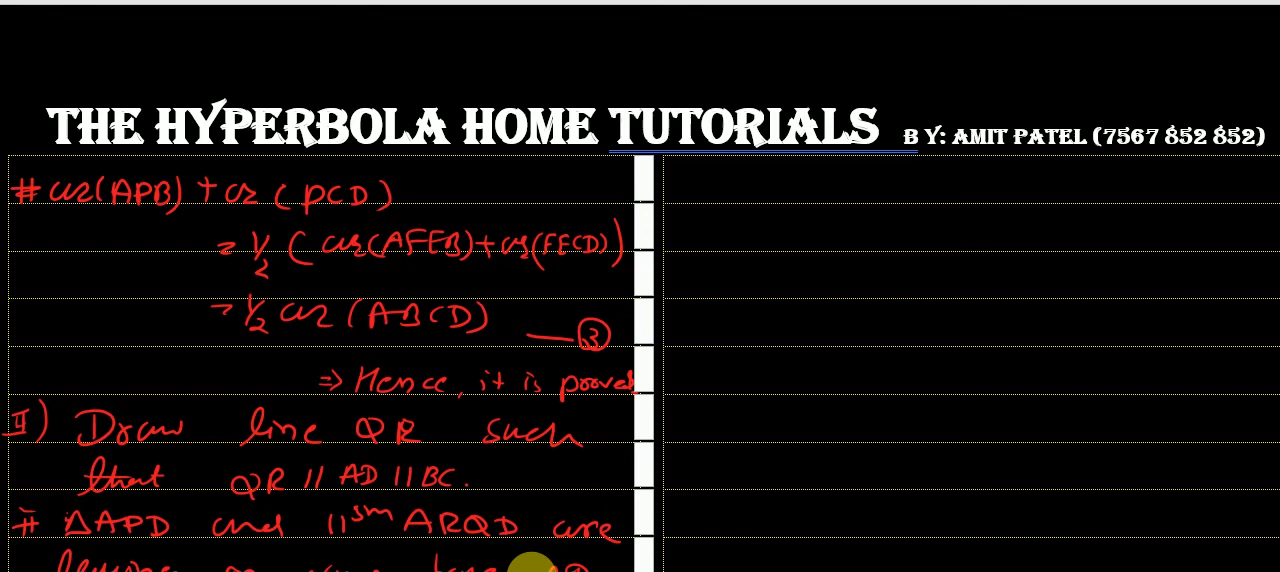 THE HYPERBOLA HOME TUTORIALS BY: AMIT PATEL (7567 852 852)
# ar(APB) + ar (PCD)
= 1/2 (ar(AFEB)+ar(FECD))
= 1/2 ar (ABCD) — ③
⇒ Hence, it is proved
II) Draw line QR such
that QR || AD || BC.
# ΔAPD and ||gm ARQD are